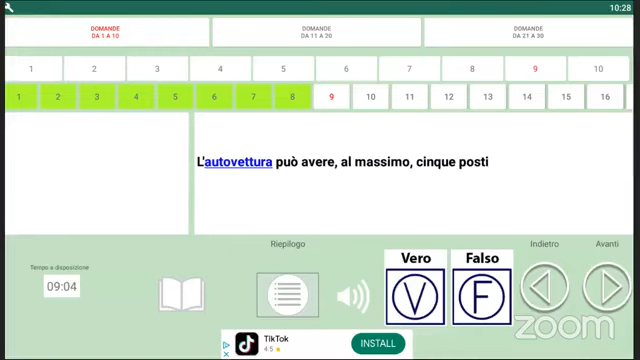 10:28
DOMANDE
DA 1 A 10
DOMANDE
DA 11 A 20
DOMANDE
DA 21 A 30
1 2 3 4 5 6 7 8 9 10
1 2 3 4 5 6 7 8 9 10 11 12 13 14 15 16
L'autovettura può avere, al massimo, cinque posti
Riepilogo
Indietro
Avanti
Tempo a disposizione
09:04
Vero
Falso
V
F
TikTok
4.5
INSTALL
zoom